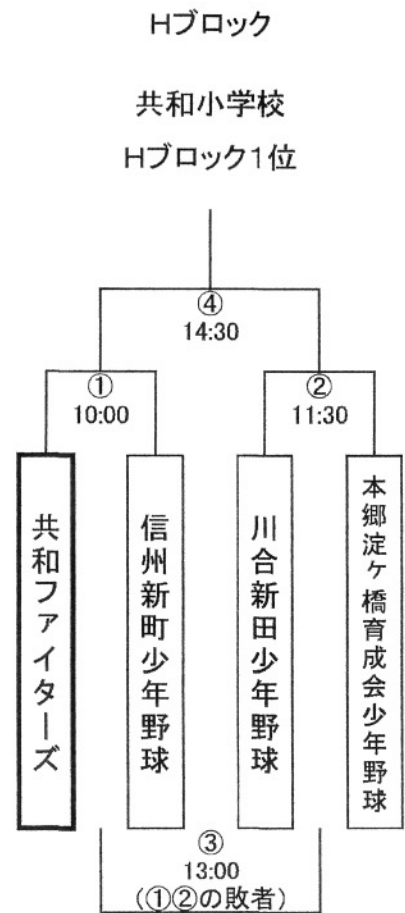 Hブロック
共和小学校
Hブロック1位
④
14:30
①
10:00
②
11:30
共和ファイターズ
信州新町少年野球
川合新田少年野球
本郷淀ヶ橋育成会少年野球
③
13:00
(①②の敗者)